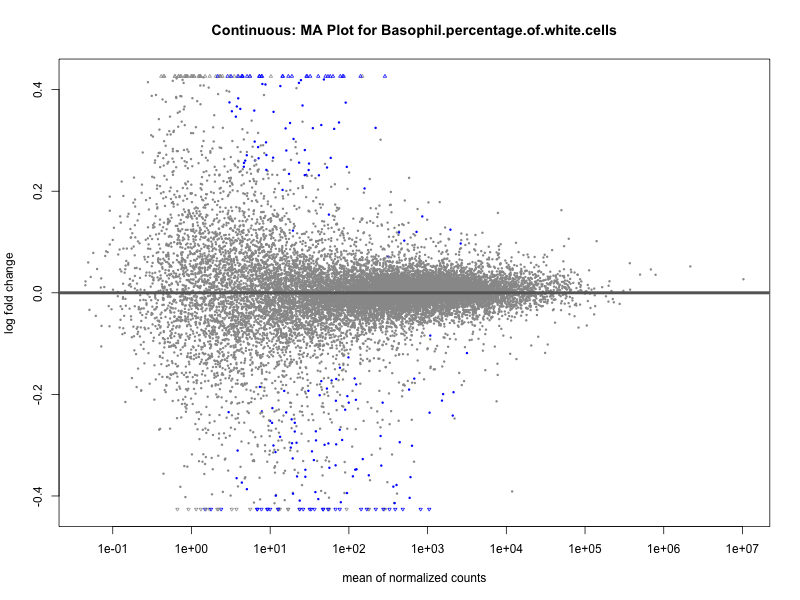 Continuous: MA Plot for Basophil.percentage.of.white.cells
log fold change
0.4
0.2
0.0
-0.2
-0.4
1e-01 1e+00 1e+01 1e+02 1e+03 1e+04 1e+05 1e+06 1e+07
mean of normalized counts